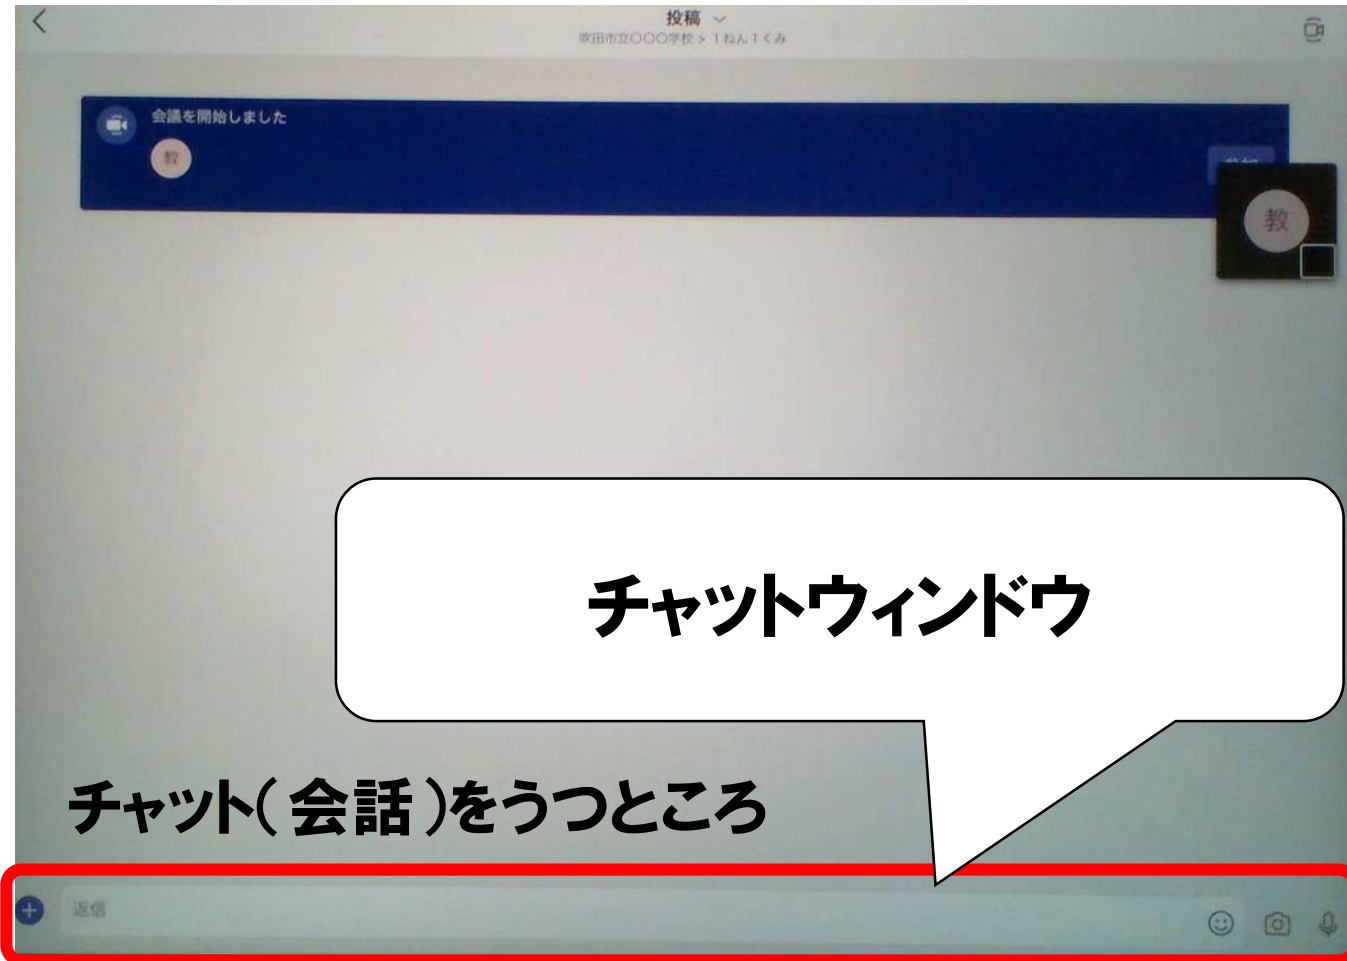 投稿
吹田市立〇〇〇学校 > 1ねん1くみ
会議を開始しました
教
教
チャットウィンドウ
チャット(会話)をうつところ
返信